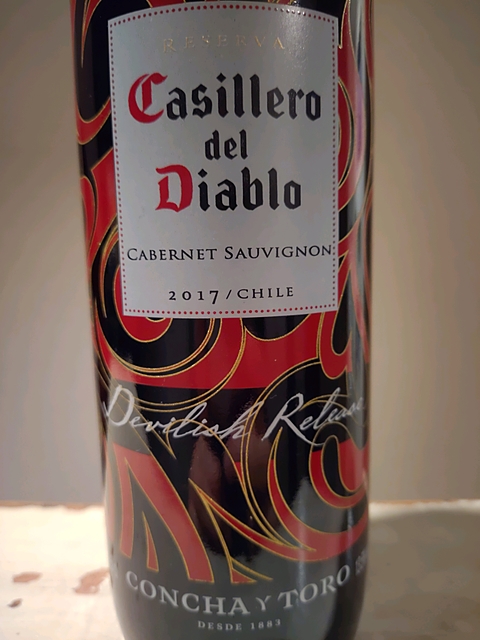 RESERVA
Casillero
del
Diablo
CABERNET SAUVIGNON
2017/CHILE
Devilish Release
CONCHA Y TORO
DESDE 1883